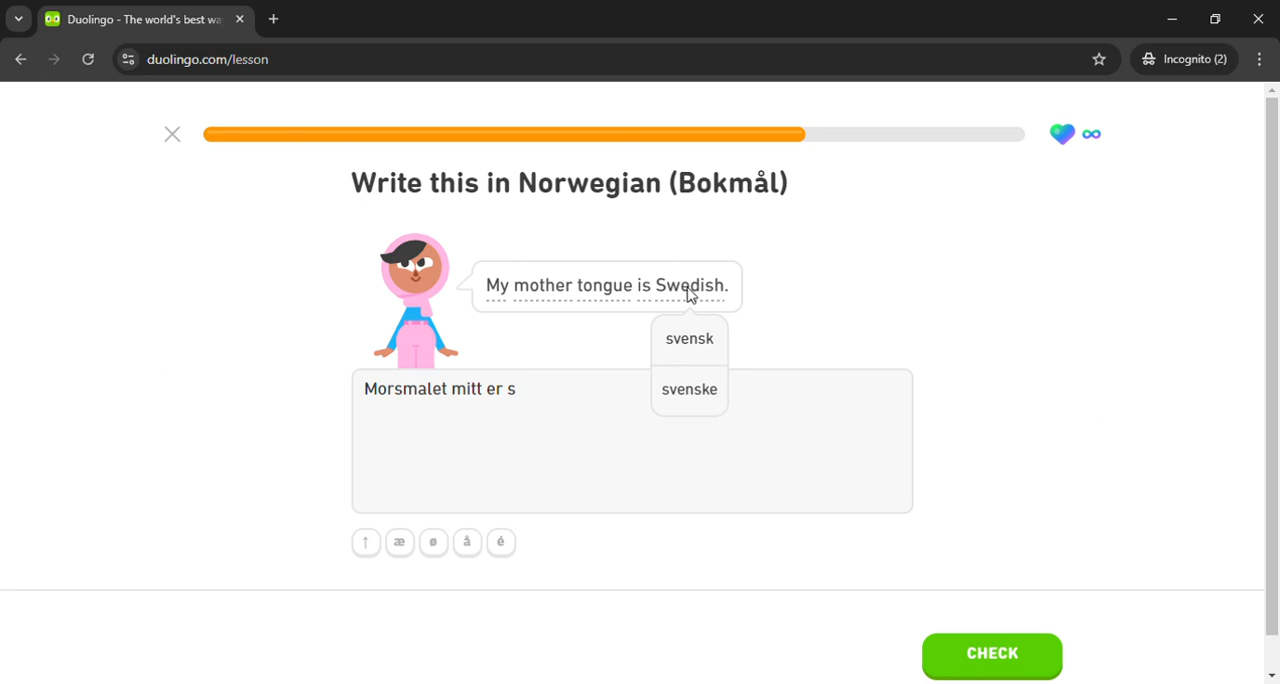 Duolingo - The world's best wa
duolingo.com/lesson
Incognito (2)
Write this in Norwegian (Bokmål)
My mother tongue is Swedish.
svensk
svenske
Morsmalet mitt er s
↑ æ ø å é
CHECK